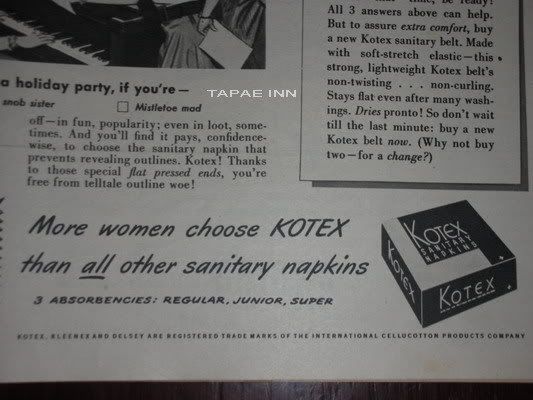 a holiday party, if you're—
snob sister
Mistletoe mad
TAPAE INN
off—in fun, popularity; even in loot, some-
times. And you'll find it pays, confidence-
wise, to choose the sanitary napkin that
prevents revealing outlines. Kotex! Thanks
to those special flat pressed ends, you're
free from telltale outline woe!
time, be ready!
All 3 answers above can help.
But to assure extra comfort, buy
a new Kotex sanitary belt. Made
with soft-stretch elastic—this
strong, lightweight Kotex belt's
non-twisting . . . non-curling.
Stays flat even after many wash-
ings. Dries pronto! So don't wait
till the last minute: buy a new
Kotex belt now. (Why not buy
two—for a change?)
More women choose KOTEX
than all other sanitary napkins
3 ABSORBENCIES: REGULAR, JUNIOR, SUPER
KOTEX
SANITARY
NAPKINS
KOTEX
KOTEX
KOTEX, KLEENEX AND DELSEY ARE REGISTERED TRADE MARKS OF THE INTERNATIONAL CELLUCOTTON PRODUCTS COMPANY